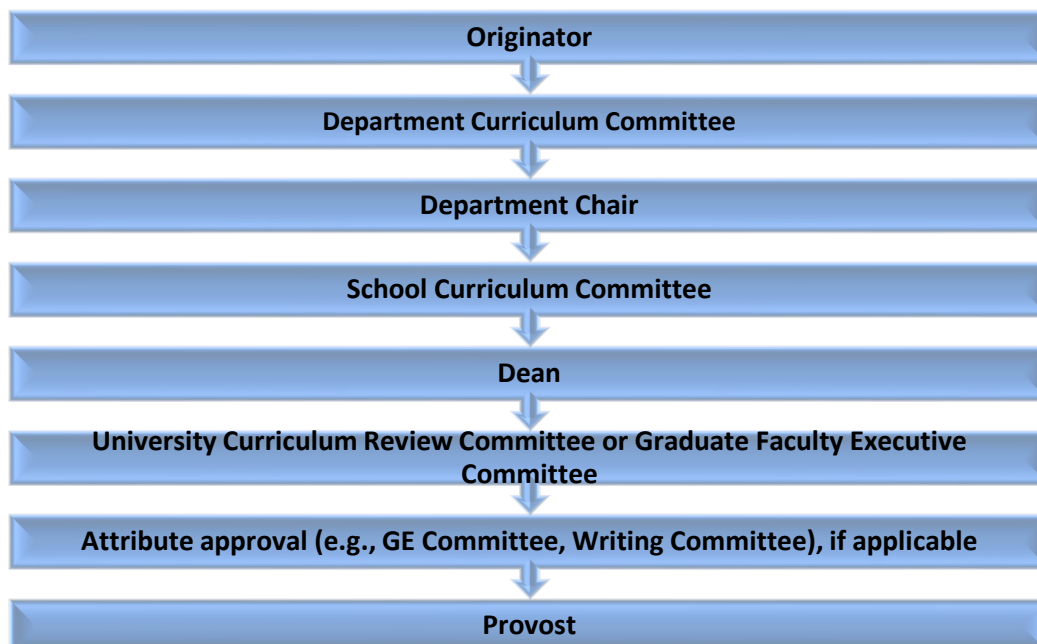 Originator
Department Curriculum Committee
Department Chair
School Curriculum Committee
Dean
University Curriculum Review Committee or Graduate Faculty Executive
Committee
Attribute approval (e.g., GE Committee, Writing Committee), if applicable
Provost